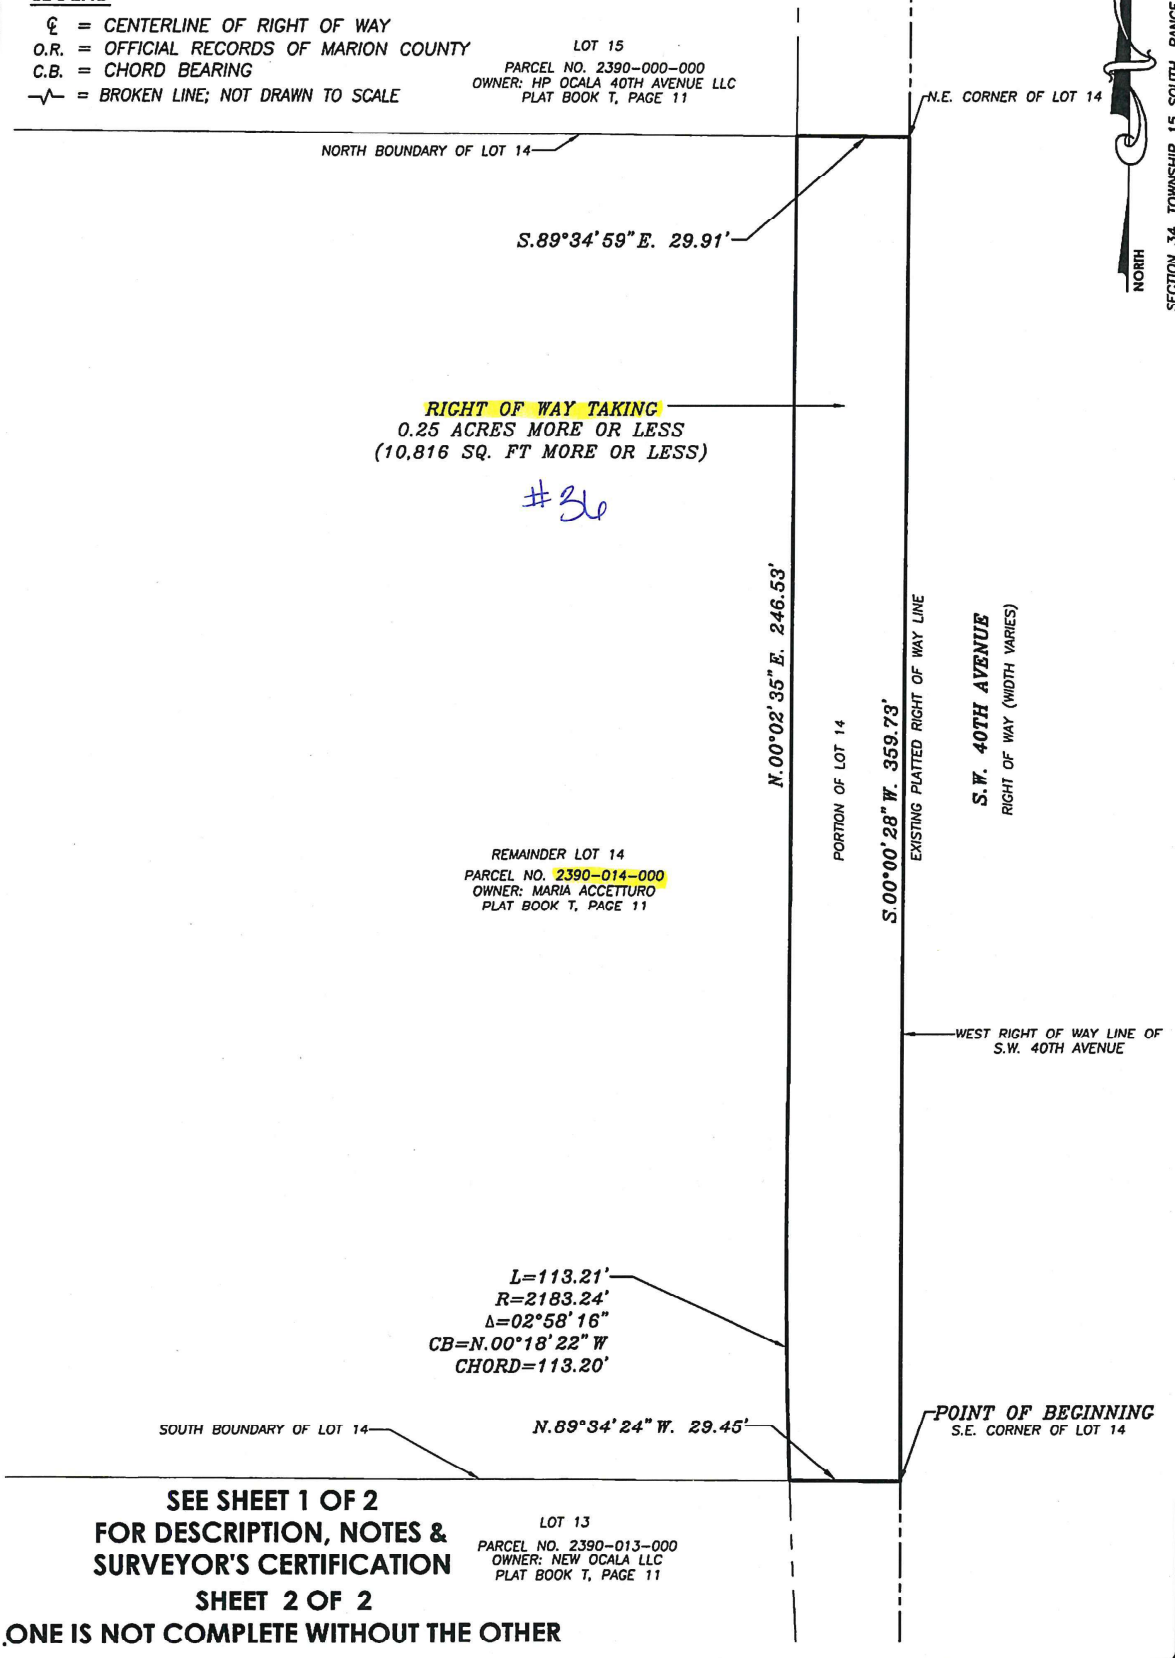 ℄ = CENTERLINE OF RIGHT OF WAY
O.R. = OFFICIAL RECORDS OF MARION COUNTY
C.B. = CHORD BEARING
= BROKEN LINE; NOT DRAWN TO SCALE
LOT 15
PARCEL NO. 2390-000-000
OWNER: HP OCALA 40TH AVENUE LLC
PLAT BOOK T, PAGE 11
N.E. CORNER OF LOT 14
NORTH
SECTION 34, TOWNSHIP 15 SOUTH, RANGE
NORTH BOUNDARY OF LOT 14
S.89°34'59"E. 29.91'
RIGHT OF WAY TAKING
0.25 ACRES MORE OR LESS
(10,816 SQ. FT MORE OR LESS)
#36
N.00°02'35"E. 246.53'
PORTION OF LOT 14
S.00°00'28"W. 359.73'
EXISTING PLATTED RIGHT OF WAY LINE
S.W. 40TH AVENUE
RIGHT OF WAY (WIDTH VARIES)
REMAINDER LOT 14
PARCEL NO. 2390-014-000
OWNER: MARIA ACCETTURO
PLAT BOOK T, PAGE 11
WEST RIGHT OF WAY LINE OF
S.W. 40TH AVENUE
L=113.21'
R=2183.24'
Δ=02°58'16"
CB=N.00°18'22"W
CHORD=113.20'
SOUTH BOUNDARY OF LOT 14
N.89°34'24"W. 29.45'
POINT OF BEGINNING
S.E. CORNER OF LOT 14
SEE SHEET 1 OF 2
FOR DESCRIPTION, NOTES &
SURVEYOR'S CERTIFICATION
SHEET 2 OF 2
.ONE IS NOT COMPLETE WITHOUT THE OTHER
LOT 13
PARCEL NO. 2390-013-000
OWNER: NEW OCALA LLC
PLAT BOOK T, PAGE 11